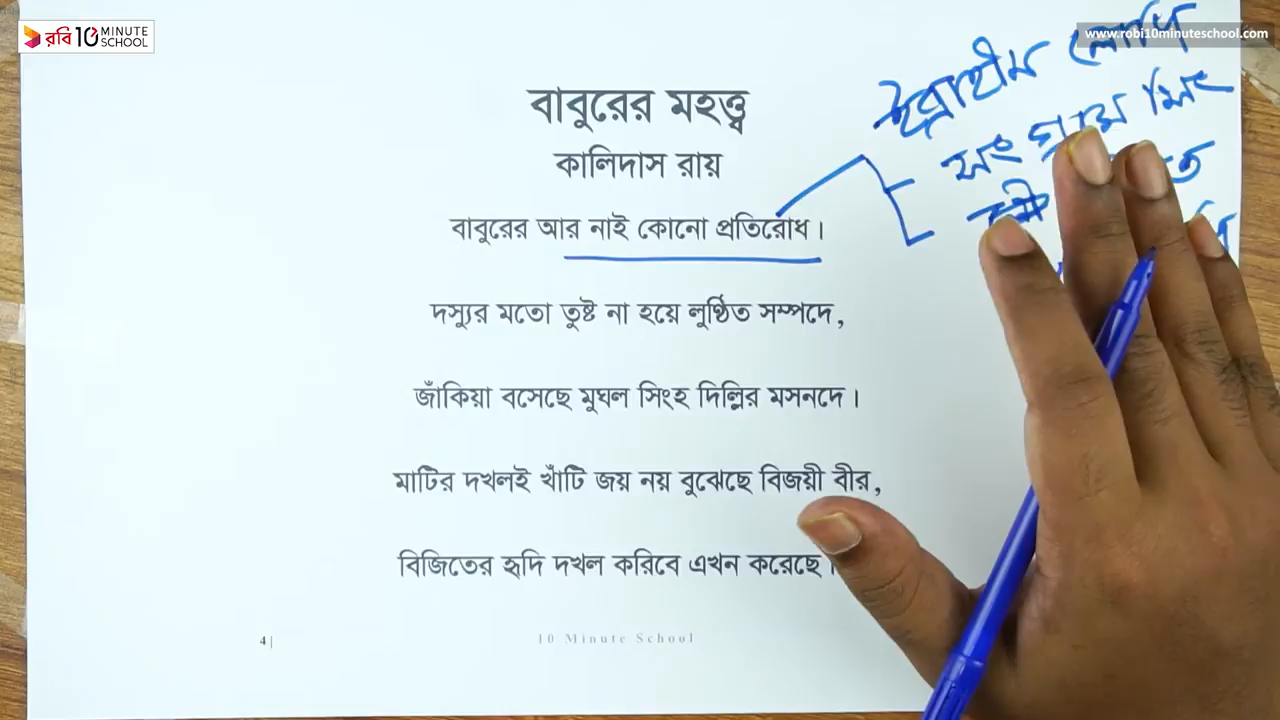 রবি 10 MINUTE SCHOOL
www.robi10minuteschool.com
ইব্রাহীম লোদি
সংগ্রাম সিং
বাবুরের মহত্ত্ব
কালিদাস রায়
বাবুরের আর নাই কোনো প্রতিরোধ।
দস্যুর মতো তুষ্ট না হয়ে লুণ্ঠিত সম্পদে,
জাঁকিয়া বসেছে মুঘল সিংহ দিল্লির মসনদে।
মাটির দখলই খাঁটি জয় নয় বুঝেছে বিজয়ী বীর,
বিজিতের হৃদি দখল করিবে এখন করেছে
4|
10 Minute School